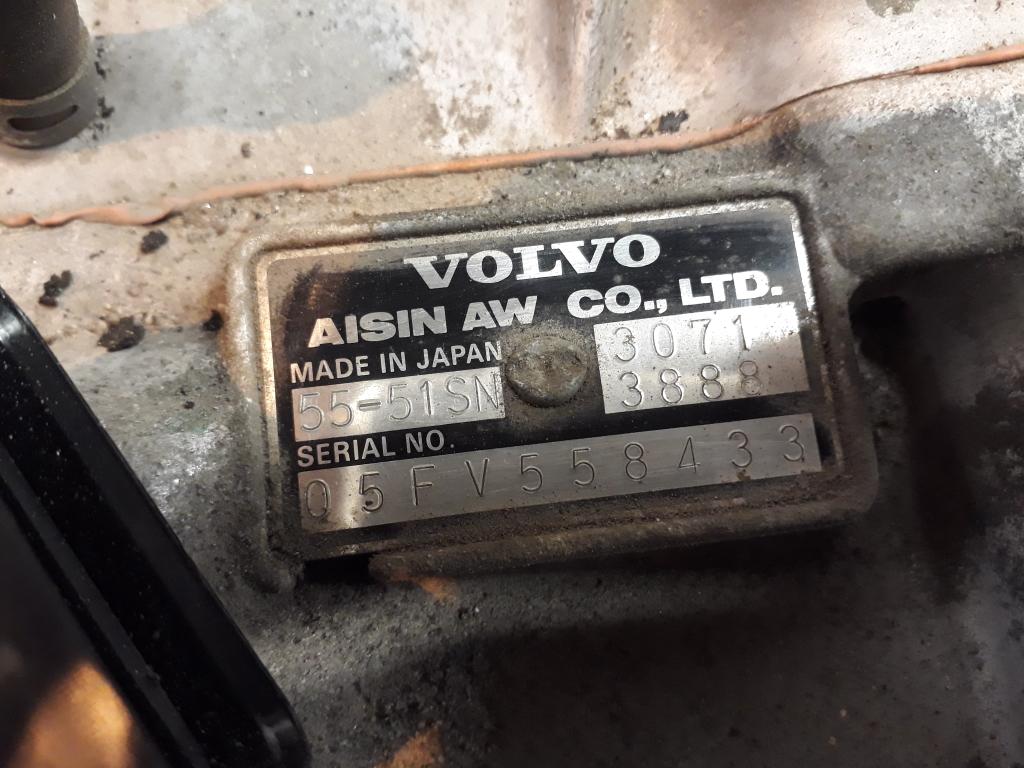 VOLVO
AISIN AW CO., LTD.
MADE IN JAPAN
3071
55-51SN
3888
SERIAL NO.
05FV558433